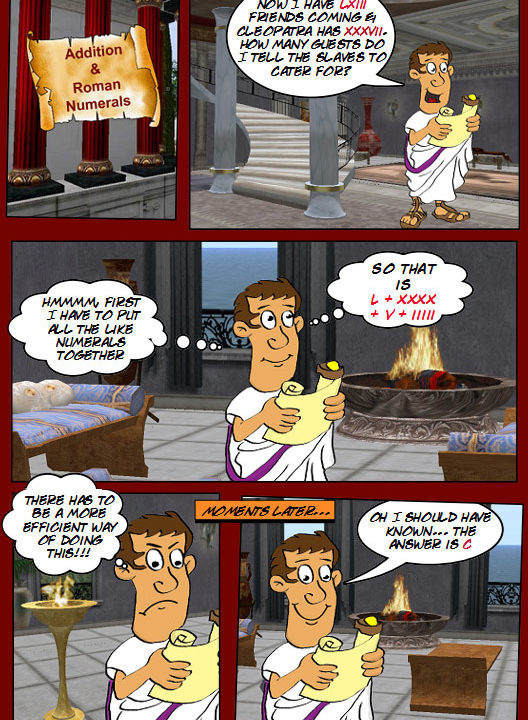 Addition
&
Roman
Numerals
NOW I HAVE LXIII
FRIENDS COMING &
CLEOPATRA HAS XXXVII.
HOW MANY GUESTS DO
I TELL THE SLAVES TO
CATER FOR?
HMMMM, FIRST
I HAVE TO PUT
ALL THE LIKE
NUMERALS
TOGETHER
SO THAT
IS
L + XXXX
+ V + IIIII
THERE HAS TO
BE A MORE
EFFICIENT WAY
OF DOING
THIS!!!
MOMENTS LATER...
OH I SHOULD HAVE
KNOWN... THE
ANSWER IS C